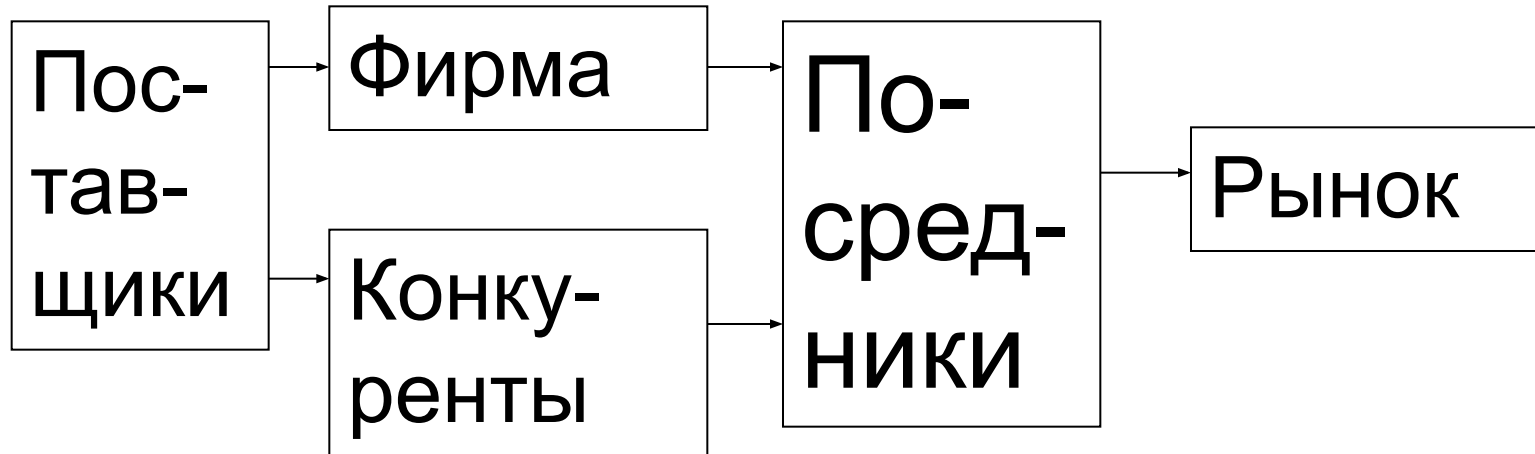 Пос-
тав-
щики
Фирма
Конку-
ренты
По-
сред-
ники
Рынок